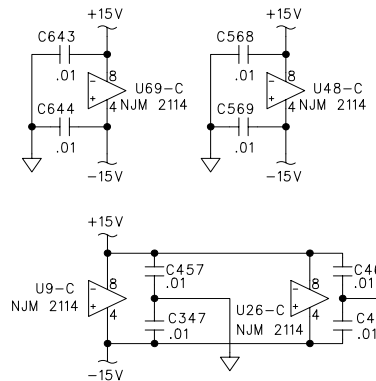 +15V
C643
.01
8
U69-C
4
NJM 2114
C644
.01
-15V
+15V
C568
.01
8
U48-C
4
NJM 2114
C569
.01
-15V
+15V
U9-C
NJM 2114
8
4
C457
.01
C347
.01
U26-C
NJM 2114
8
4
.01
.01
-15V